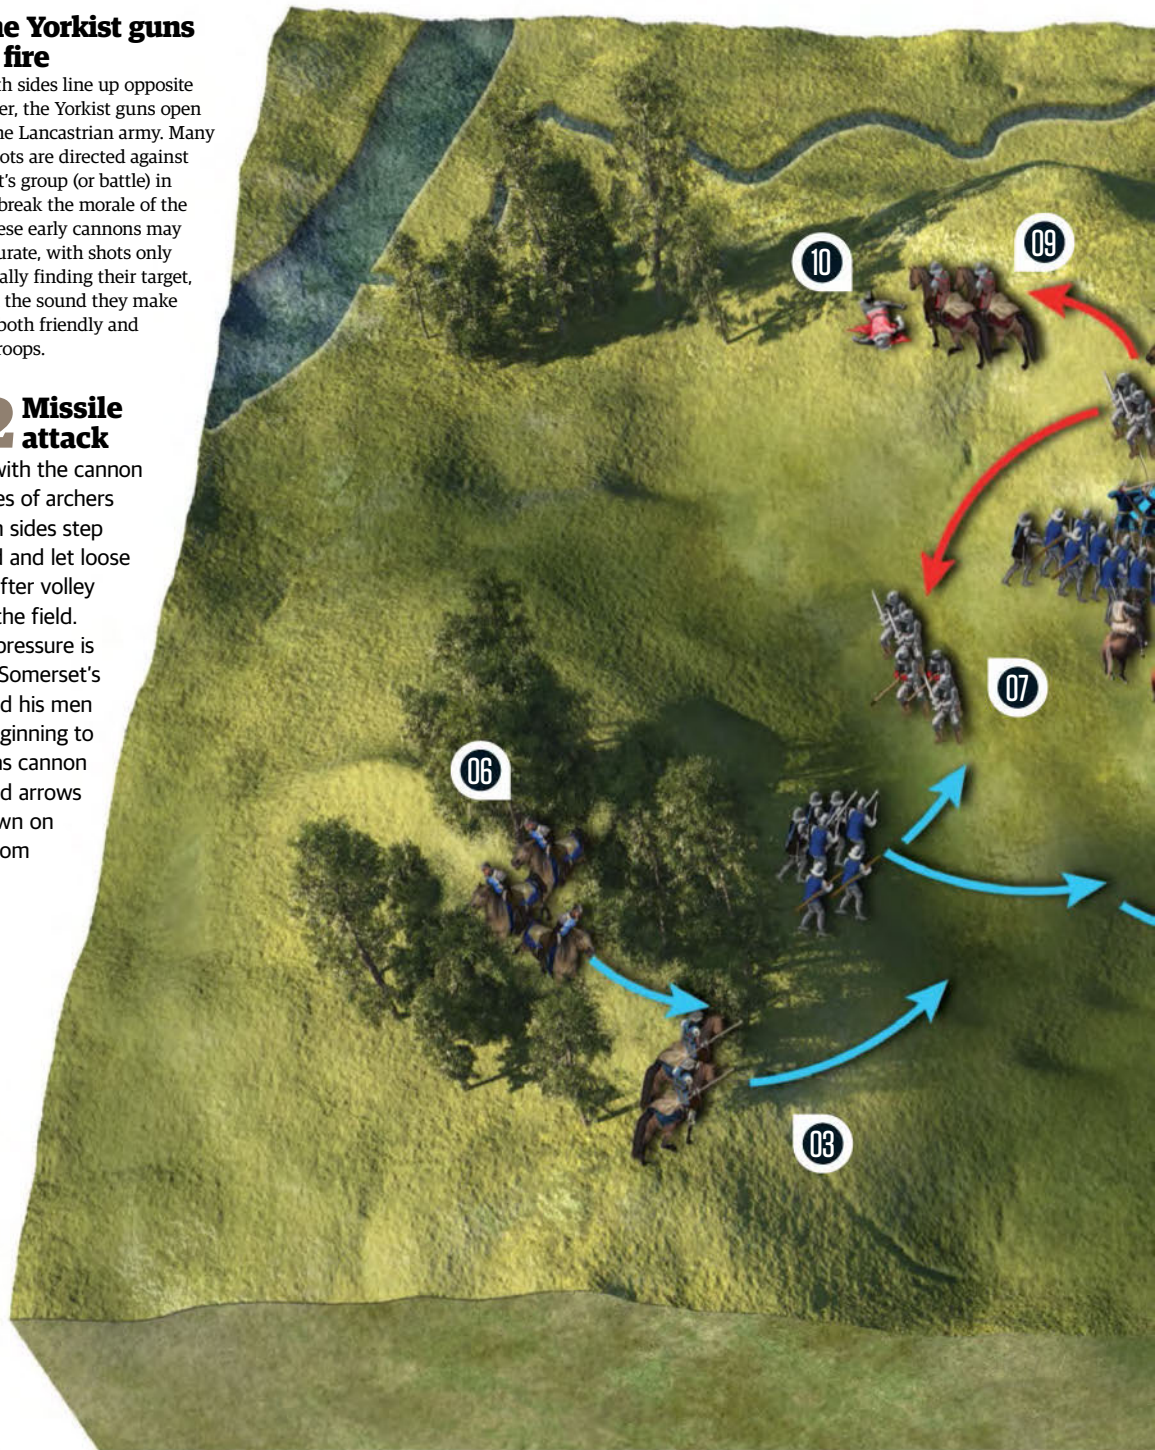 he Yorkist guns
fire
th sides line up opposite
er, the Yorkist guns open
he Lancastrian army. Many
ots are directed against
t's group (or battle) in
break the morale of the
ese early cannons may
urate, with shots only
ally finding their target,
the sound they make
both friendly and
roops.
2 Missile
attack
with the cannon
es of archers
n sides step
d and let loose
fter volley
the field.
pressure is
Somerset's
d his men
ginning to
as cannon
d arrows
wn on
om
10
09
07
06
03